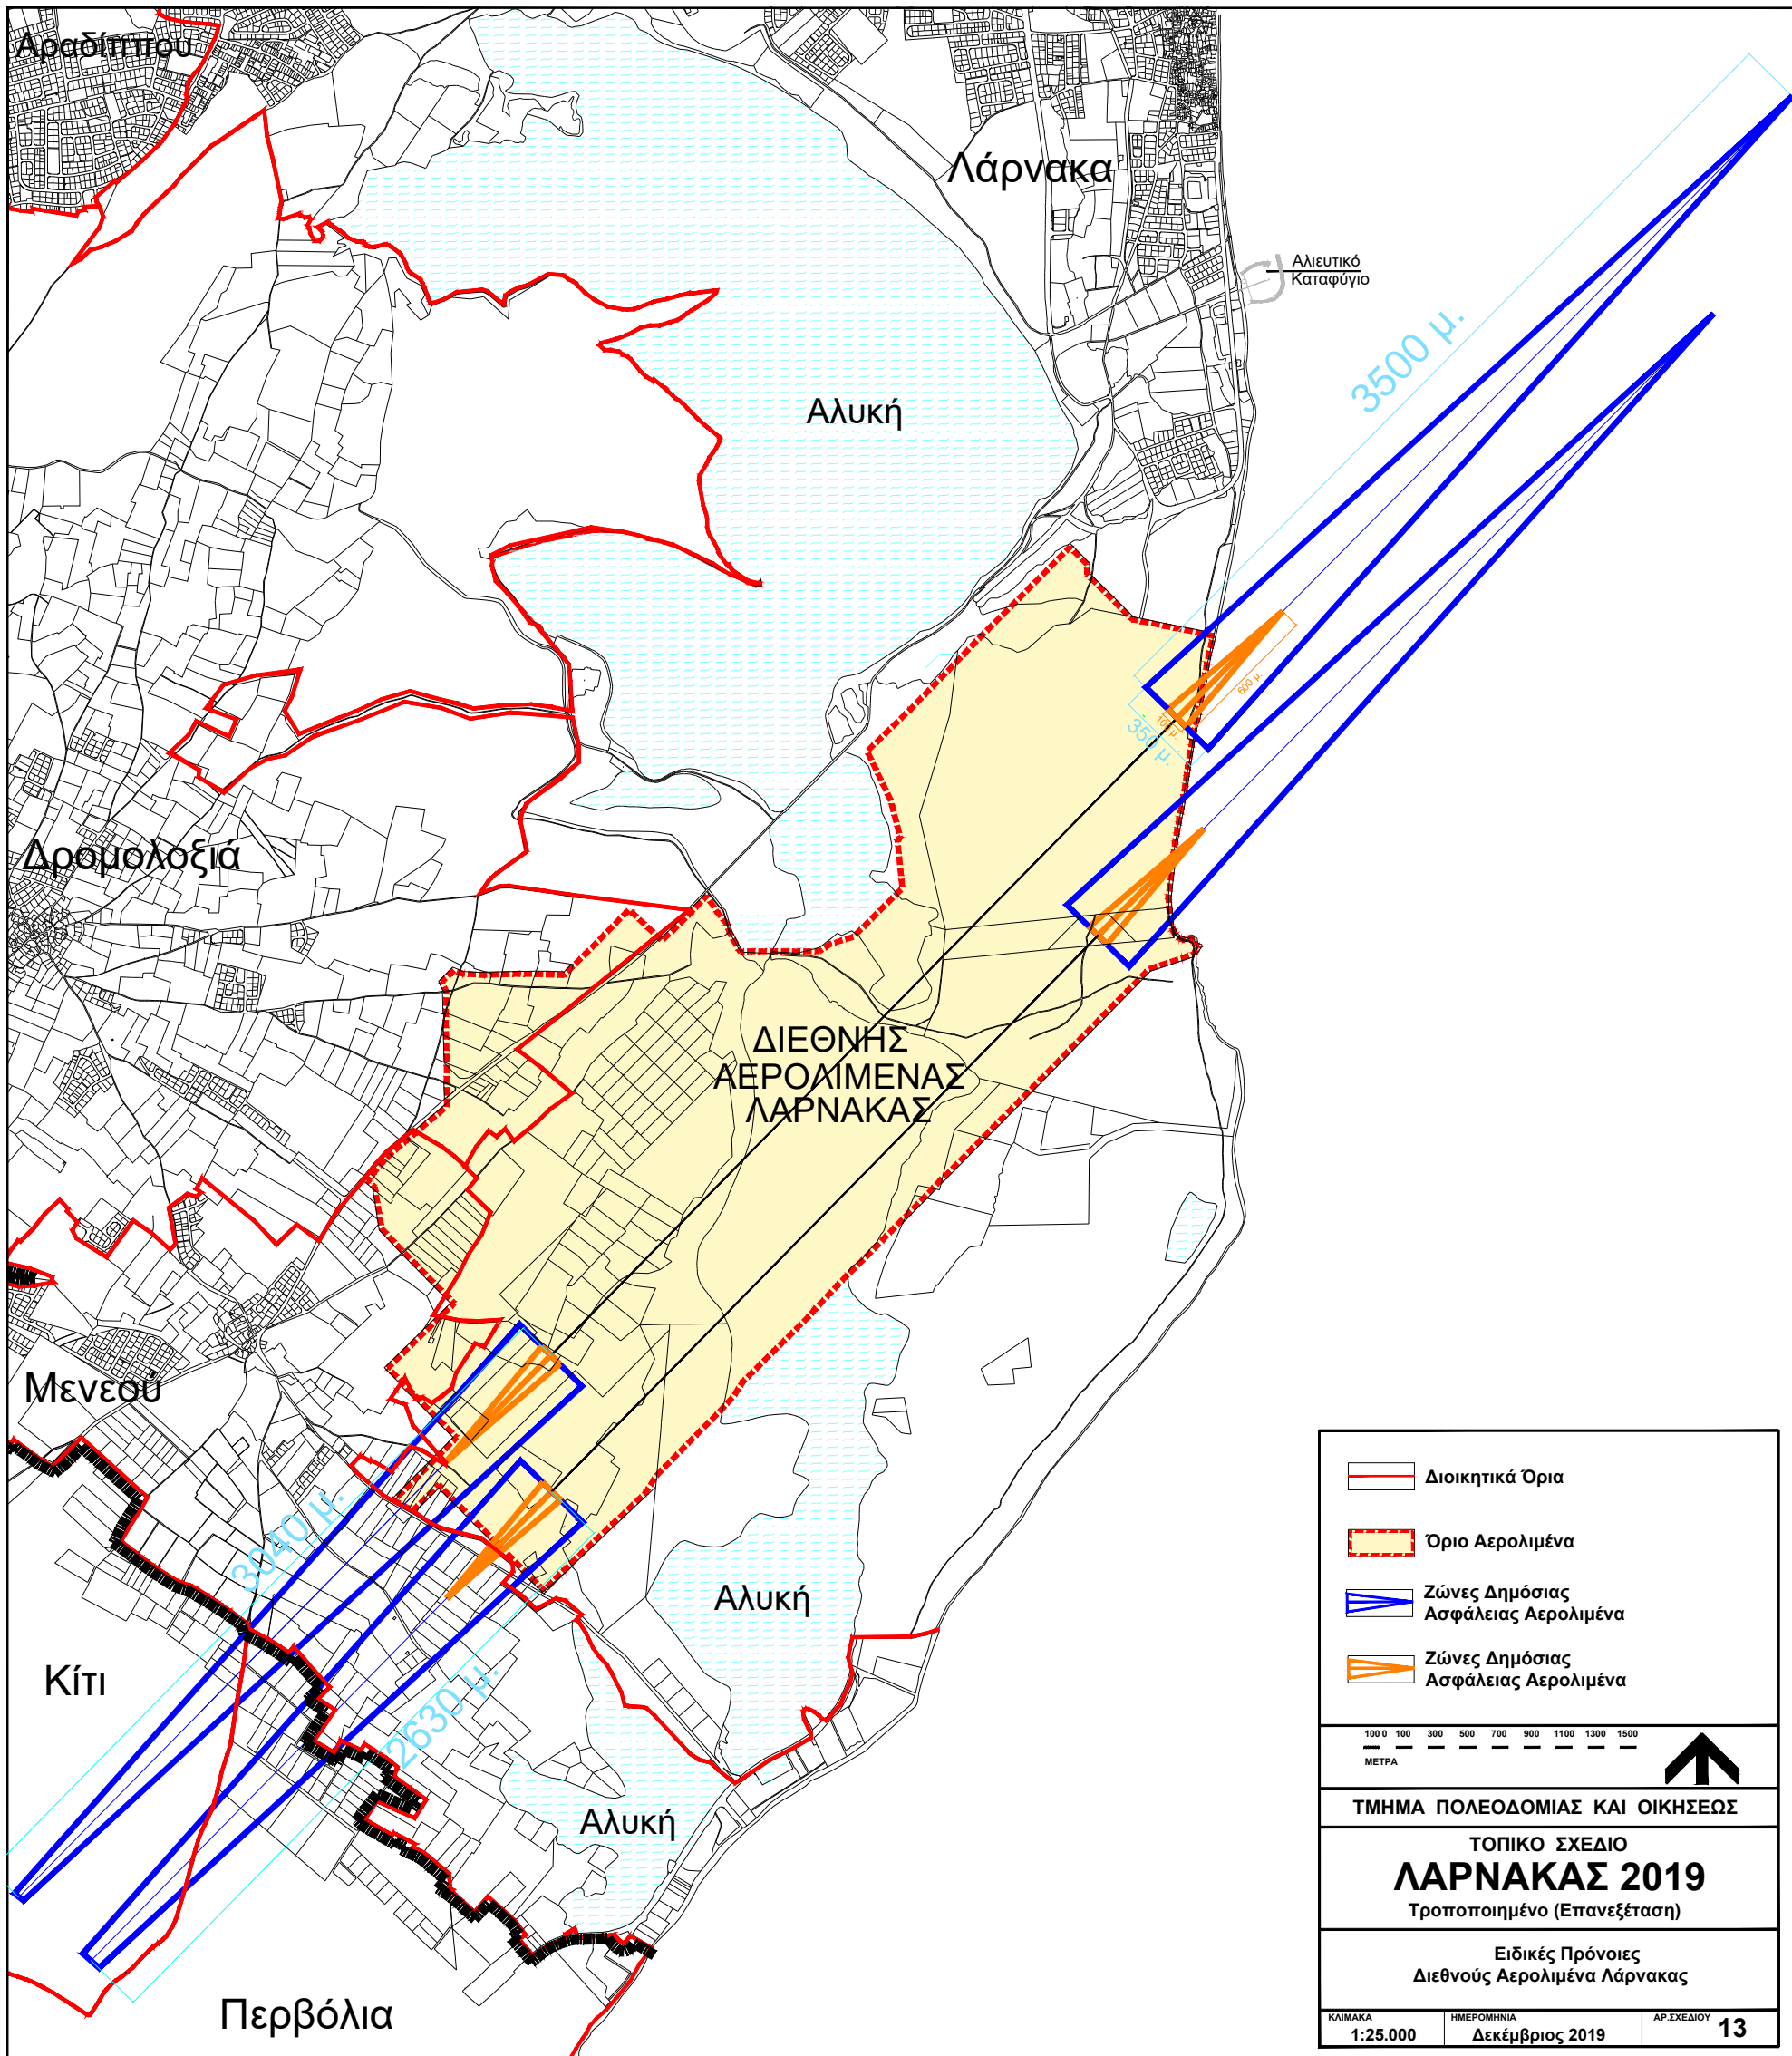 Αραδίππου
Λάρνακα
Αλιευτικό
Καταφύγιο
3500 μ.
Αλυκή
600 μ.
100 μ.
350 μ.
Δρομολοξιά
ΔΙΕΘΝΗΣ
ΑΕΡΟΛΙΜΕΝΑΣ
ΛΑΡΝΑΚΑΣ
Μενεού
3040 μ.
Αλυκή
Κίτι
2630 μ.
Αλυκή
Περβόλια
Διοικητικά Όρια
Όριο Αερολιμένα
Ζώνες Δημόσιας
Ασφάλειας Αερολιμένα
Ζώνες Δημόσιας
Ασφάλειας Αερολιμένα
100 0 100 300 500 700 900 1100 1300 1500
ΜΕΤΡΑ
ΤΜΗΜΑ ΠΟΛΕΟΔΟΜΙΑΣ ΚΑΙ ΟΙΚΗΣΕΩΣ
ΤΟΠΙΚΟ ΣΧΕΔΙΟ
ΛΑΡΝΑΚΑΣ 2019
Τροποποιημένο (Επανεξέταση)
Ειδικές Πρόνοιες
Διεθνούς Αερολιμένα Λάρνακας
ΚΛΙΜΑΚΑ
1:25.000
ΗΜΕΡΟΜΗΝΙΑ
Δεκέμβριος 2019
ΑΡ.ΣΧΕΔΙΟΥ 13